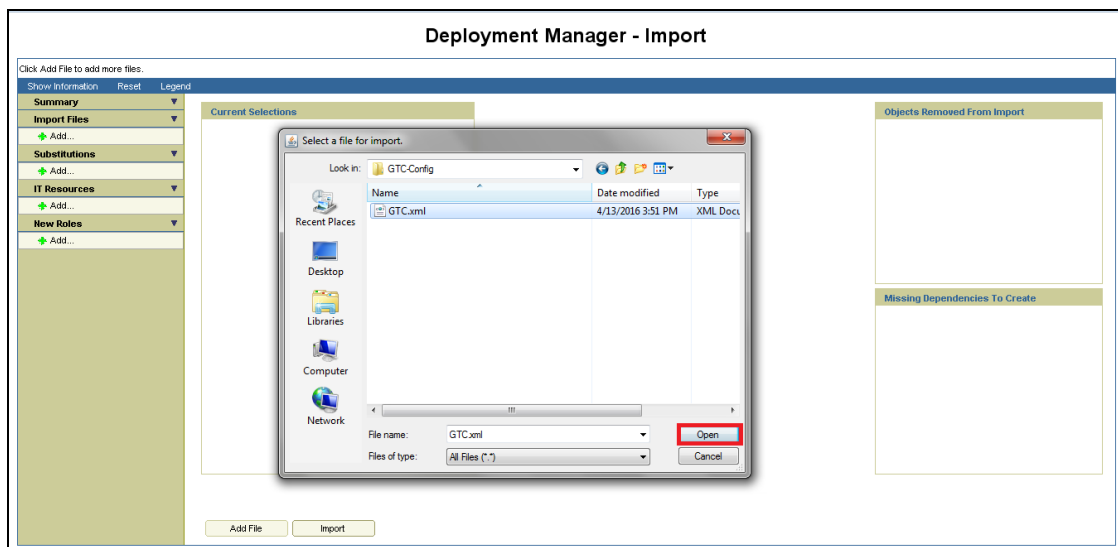 Deployment Manager - Import
Click Add File to add more files.
Show Information Reset Legend
Summary
Import Files
Add...
Substitutions
Add...
IT Resources
Add...
New Roles
Add...
Current Selections
Select a file for import.
Look in: GTC-Config
Name Date modified Type
GTC.xml 4/13/2016 3:51 PM XML Docu
Recent Places
Desktop
Libraries
Computer
Network
File name: GTC.xml Open
Files of type: All Files (*.*) Cancel
Objects Removed From Import
Missing Dependencies To Create
Add File Import